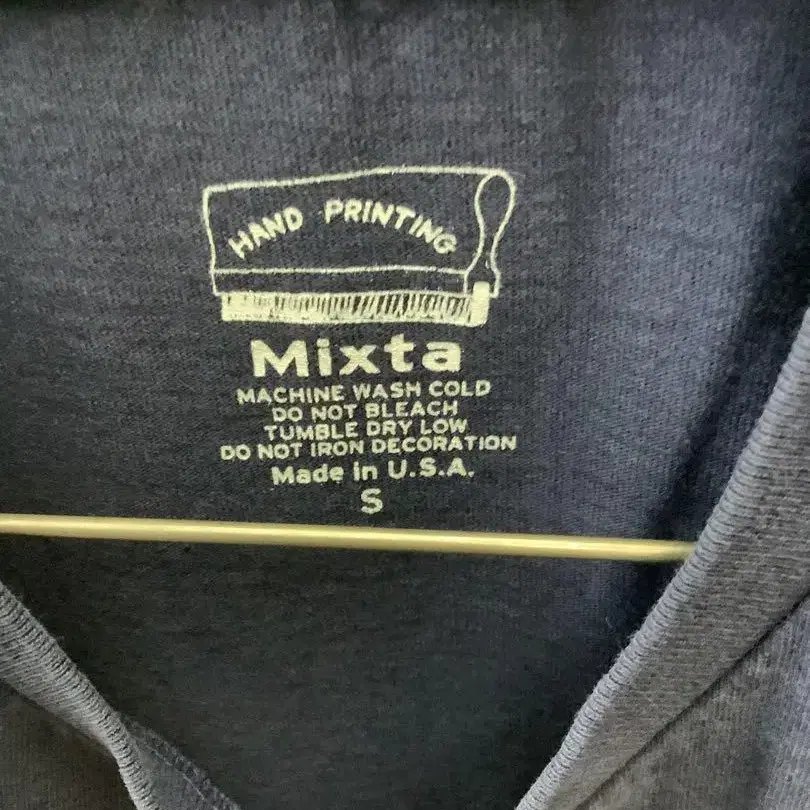 HAND PRINTING
Mixta
MACHINE WASH COLD
DO NOT BLEACH
TUMBLE DRY LOW
DO NOT IRON DECORATION
Made in U.S.A.
S